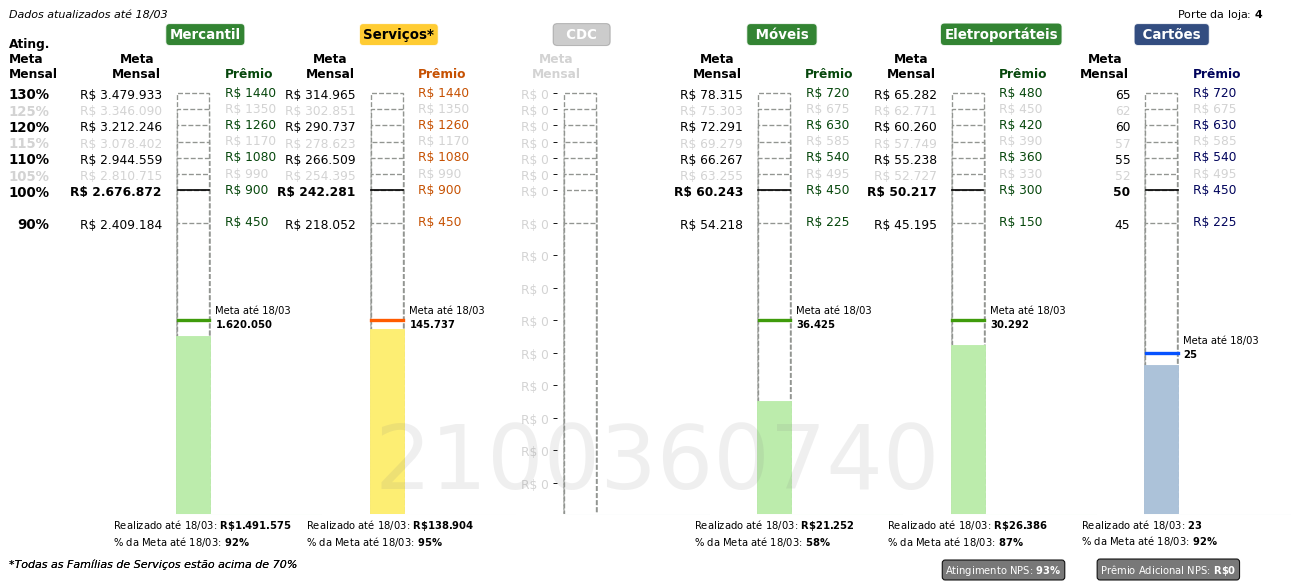 Dados atualizados até 18/03
Porte da loja: 4
Mercantil Serviços* CDC Móveis Eletroportáteis Cartões
Ating.
Meta Meta Meta Meta Meta Meta Meta
Mensal Mensal Prêmio Mensal Prêmio Mensal Mensal Prêmio Mensal Prêmio Mensal Prêmio
130% R$ 3.479.933 R$ 1440 R$ 314.965 R$ 1440 R$ 0 R$ 78.315 R$ 720 R$ 65.282 R$ 480 65 R$ 720
125% R$ 3.346.090 R$ 1350 R$ 302.851 R$ 1350 R$ 0 R$ 75.303 R$ 675 R$ 62.771 R$ 450 62 R$ 675
120% R$ 3.212.246 R$ 1260 R$ 290.737 R$ 1260 R$ 0 R$ 72.291 R$ 630 R$ 60.260 R$ 420 60 R$ 630
115% R$ 3.078.402 R$ 1170 R$ 278.623 R$ 1170 R$ 0 R$ 69.279 R$ 585 R$ 57.749 R$ 390 57 R$ 585
110% R$ 2.944.559 R$ 1080 R$ 266.509 R$ 1080 R$ 0 R$ 66.267 R$ 540 R$ 55.238 R$ 360 55 R$ 540
105% R$ 2.810.715 R$ 990 R$ 254.395 R$ 990 R$ 0 R$ 63.255 R$ 495 R$ 52.727 R$ 330 52 R$ 495
100% R$ 2.676.872 R$ 900 R$ 242.281 R$ 900 R$ 0 R$ 60.243 R$ 450 R$ 50.217 R$ 300 50 R$ 450
90% R$ 2.409.184 R$ 450 R$ 218.052 R$ 450 R$ 0 R$ 54.218 R$ 225 R$ 45.195 R$ 150 45 R$ 225
R$ 0
R$ 0
Meta até 18/03 Meta até 18/03 R$ 0 Meta até 18/03 Meta até 18/03
1.620.050 145.737 36.425 30.292
R$ 0 Meta até 18/03
25
R$ 0
R$ 0
R$ 0
R$ 0
2100360740
Realizado até 18/03: R$1.491.575 Realizado até 18/03: R$138.904 Realizado até 18/03: R$21.252 Realizado até 18/03: R$26.386 Realizado até 18/03: 23
% da Meta até 18/03: 92% % da Meta até 18/03: 95% % da Meta até 18/03: 58% % da Meta até 18/03: 87% % da Meta até 18/03: 92%
*Todas as Famílias de Serviços estão acima de 70%
Atingimento NPS: 93% Prêmio Adicional NPS: R$0